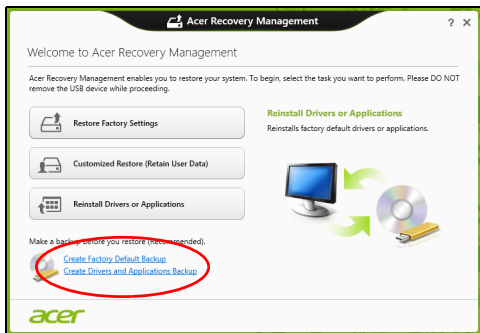 Acer Recovery Management
? ×
Welcome to Acer Recovery Management
Acer Recovery Management enables you to restore your system. To begin, select the task you want to perform. Please DO NOT
remove the USB device while proceeding.
Restore Factory Settings
Customized Restore (Retain User Data)
Reinstall Drivers or Applications
Reinstall Drivers or Applications
Reinstalls factory default drivers or applications.
Make a backup before you restore (Recommended).
Create Factory Default Backup
Create Drivers and Applications Backup
acer